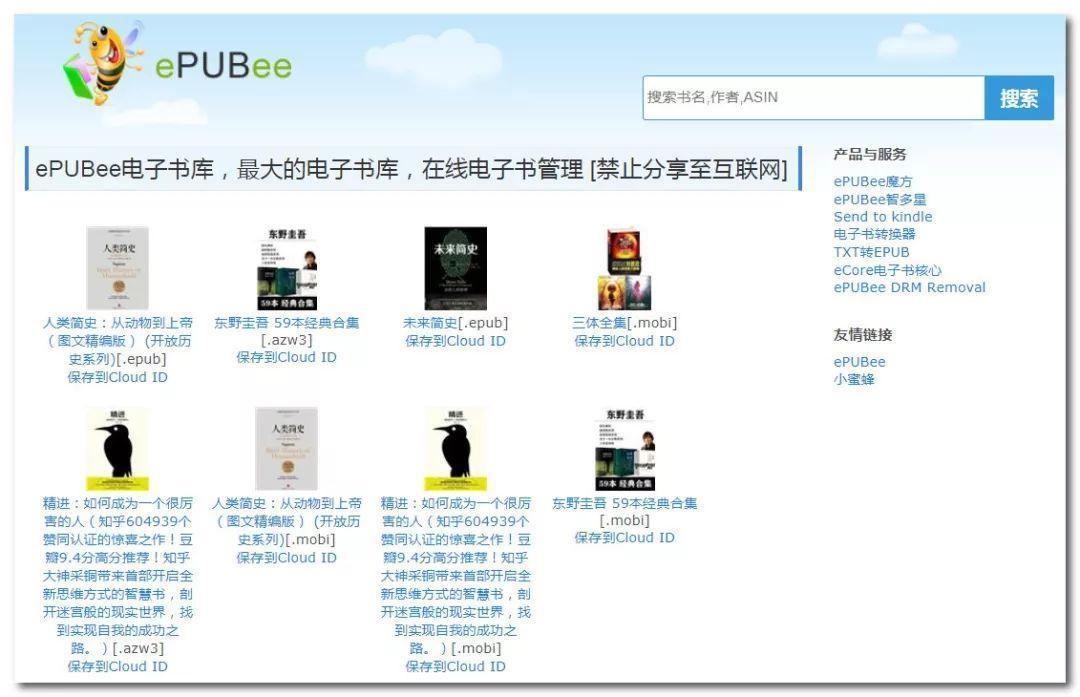 ePUBee
搜索书名,作者,ASIN
搜索
ePUBee电子书库，最大的电子书库，在线电子书管理 [禁止分享至互联网]
人类简史
东野圭吾
59本 经典合集
未来简史
人类简史：从动物到上帝
（图文精编版） (开放历
史系列)[.epub]
保存到Cloud ID
东野圭吾 59本经典合集
[.azw3]
保存到Cloud ID
未来简史[.epub]
保存到Cloud ID
三体全集[.mobi]
保存到Cloud ID
精进
人类简史
精进
东野圭吾
59本 经典合集
精进：如何成为一个很厉
害的人（知乎604939个
赞同认证的惊喜之作！豆
瓣9.4分高分推荐！知乎
大神采铜带来首部开启全
新思维方式的智慧书，剖
开迷宫般的现实世界，找
到实现自我的成功之
路。）[.azw3]
保存到Cloud ID
人类简史：从动物到上帝
（图文精编版） (开放历
史系列)[.mobi]
保存到Cloud ID
精进：如何成为一个很厉
害的人（知乎604939个
赞同认证的惊喜之作！豆
瓣9.4分高分推荐！知乎
大神采铜带来首部开启全
新思维方式的智慧书，剖
开迷宫般的现实世界，找
到实现自我的成功之
路。）[.mobi]
保存到Cloud ID
东野圭吾 59本经典合集
[.mobi]
保存到Cloud ID
产品与服务
ePUBee魔方
ePUBee智多星
Send to kindle
电子书转换器
TXT转EPUB
eCore电子书核心
ePUBee DRM Removal
友情链接
ePUBee
小蜜蜂